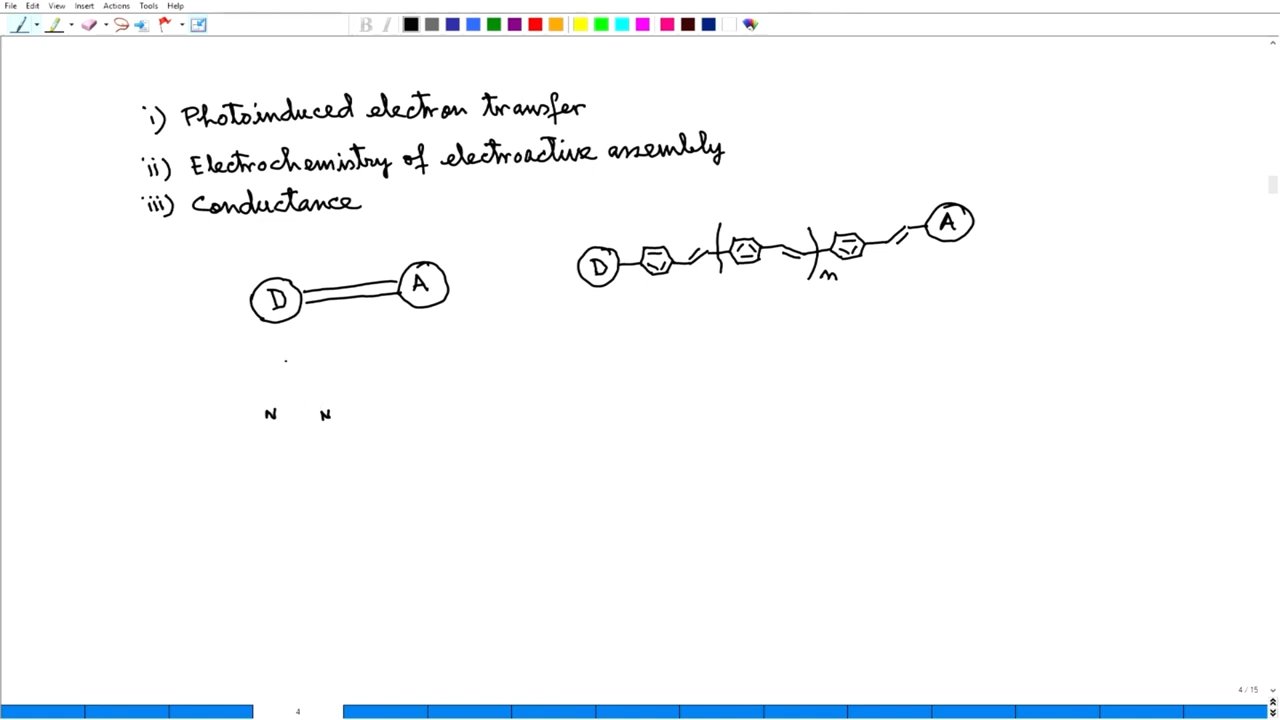 File Edit View Insert Actions Tools Help
B I
i) Photoinduced electron transfer
ii) Electrochemistry of electroactive assembly
iii) Conductance
D A
D n A
N N
4 / 15
4